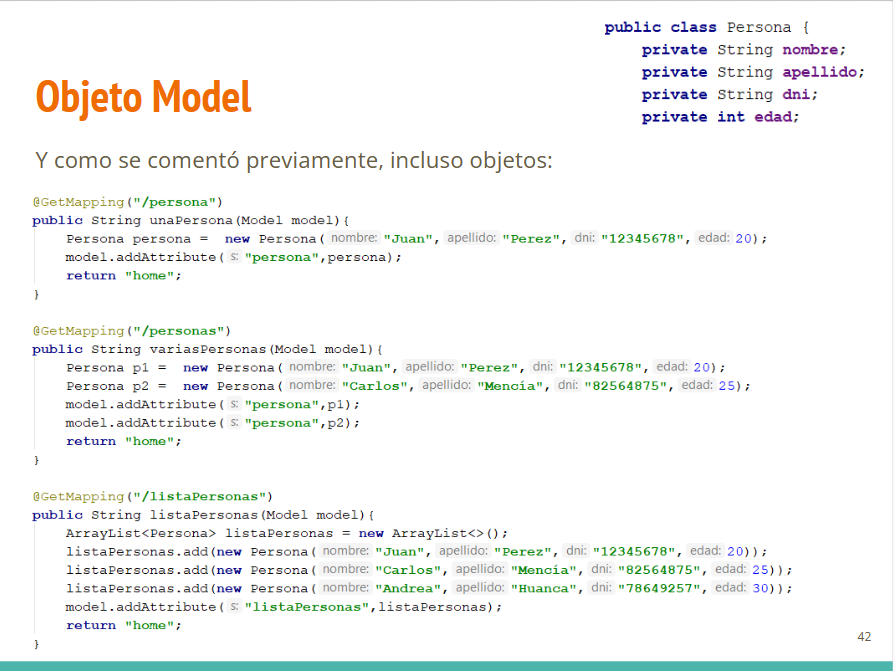 public class Persona {
private String nombre;
private String apellido;
private String dni;
private int edad;
Objeto Model
Y como se comentó previamente, incluso objetos:
@GetMapping("/persona")
public String unaPersona(Model model){
Persona persona =  new Persona( nombre: "Juan", apellido: "Perez", dni: "12345678", edad: 20);
model.addAttribute( s: "persona",persona);
return "home";
}
@GetMapping("/personas")
public String variasPersonas(Model model){
Persona p1 =  new Persona( nombre: "Juan", apellido: "Perez", dni: "12345678", edad: 20);
Persona p2 =  new Persona( nombre: "Carlos", apellido: "Mencía", dni: "82564875", edad: 25);
model.addAttribute( s: "persona",p1);
model.addAttribute( s: "persona",p2);
return "home";
}
@GetMapping("/listaPersonas")
public String listaPersonas(Model model){
ArrayList<Persona> listaPersonas = new ArrayList<>();
listaPersonas.add(new Persona( nombre: "Juan", apellido: "Perez", dni: "12345678", edad: 20));
listaPersonas.add(new Persona( nombre: "Carlos", apellido: "Mencía", dni: "82564875", edad: 25));
listaPersonas.add(new Persona( nombre: "Andrea", apellido: "Huanca", dni: "78649257", edad: 30));
model.addAttribute( s: "listaPersonas",listaPersonas);
return "home";
}
42